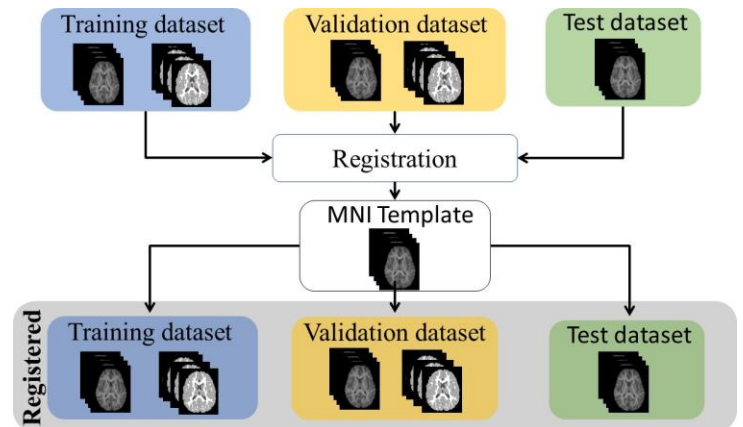 Training dataset
Validation dataset
Test dataset
Registration
MNI Template
Registered
Training dataset
Validation dataset
Test dataset